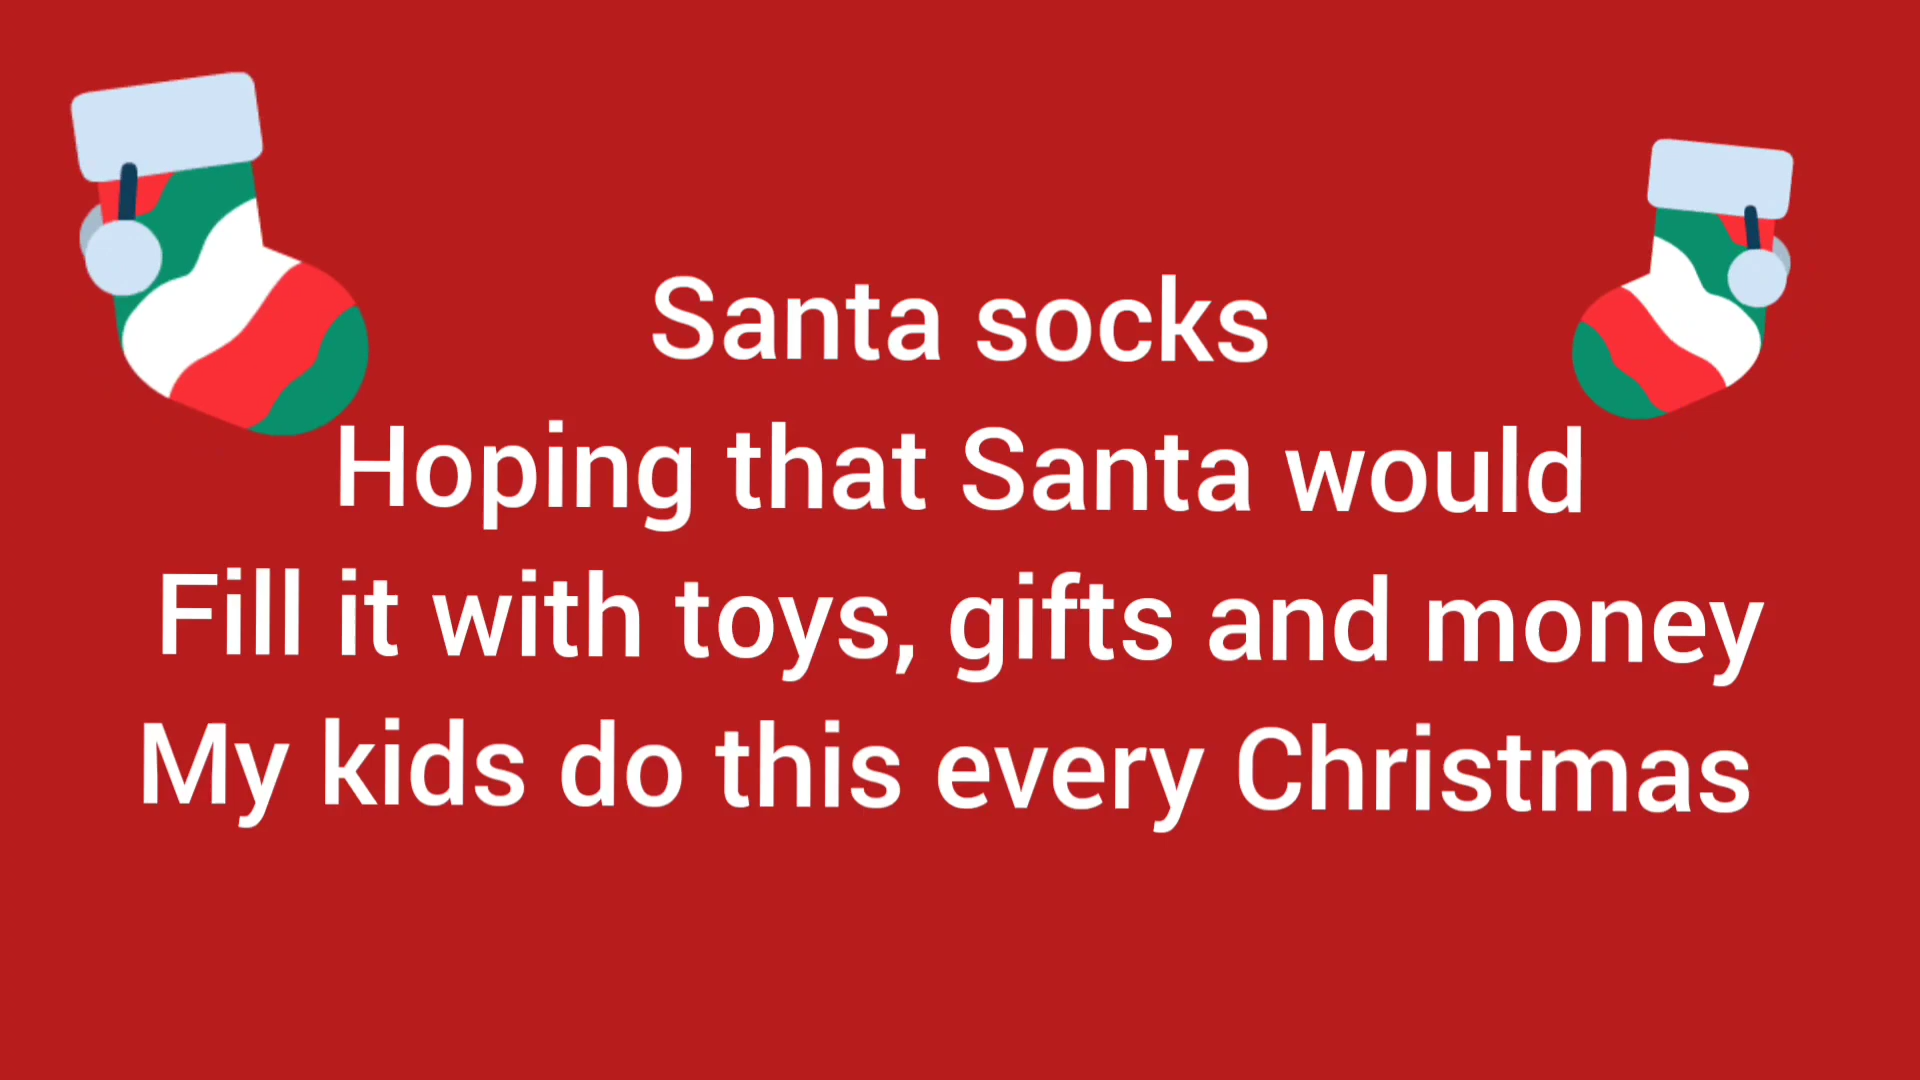 Santa socks
Hoping that Santa would
Fill it with toys, gifts and money
My kids do this every Christmas